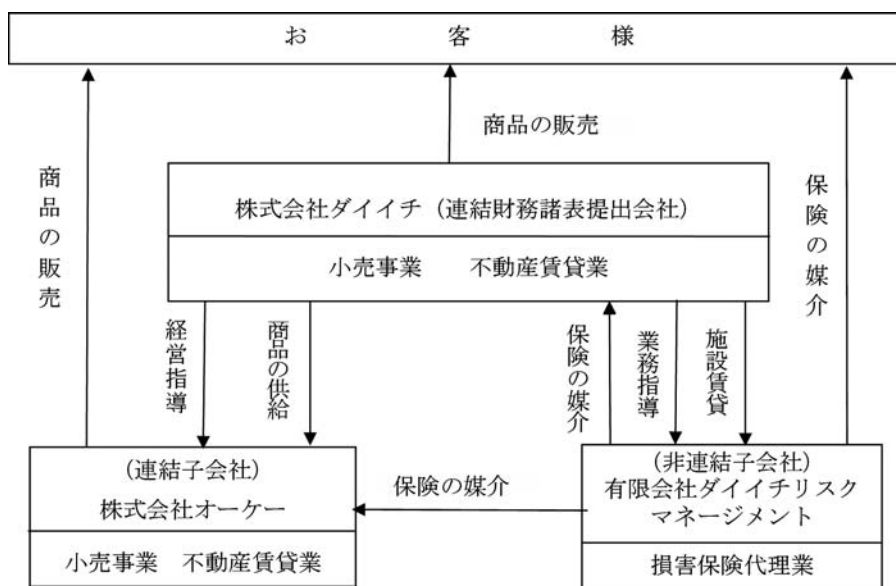 お客様
商品の販売
商品の販売
保険の媒介
株式会社ダイイチ（連結財務諸表提出会社）
小売事業　不動産賃貸業
経営指導
商品の供給
保険の媒介
業務指導
施設賃貸
（連結子会社）
株式会社オーケー
小売事業　不動産賃貸業
保険の媒介
（非連結子会社）
有限会社ダイイチリスク
マネージメント
損害保険代理業